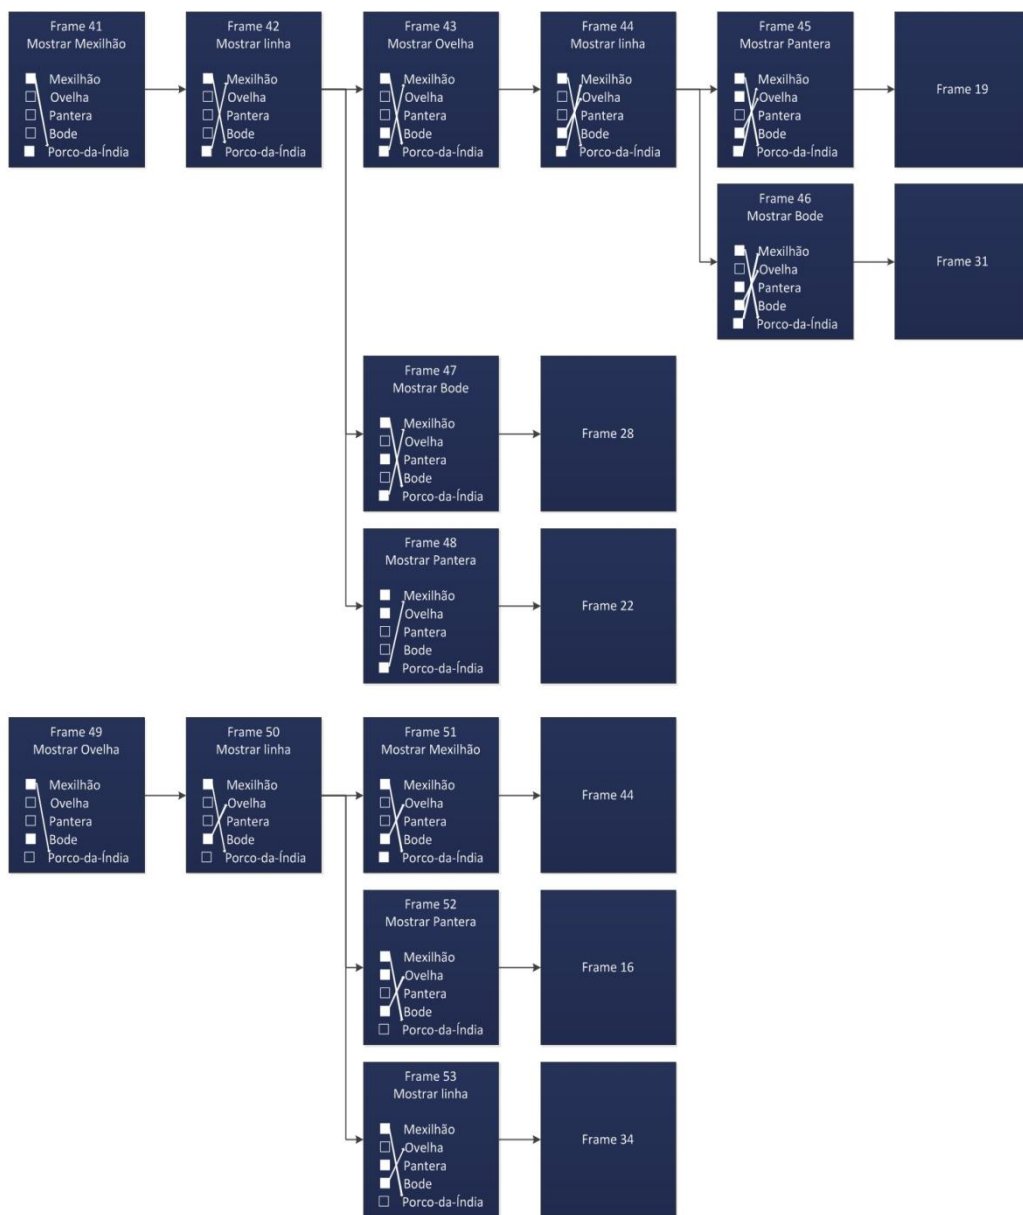 Frame 41
Mostrar Mexilhão
Mexilhão
Ovelha
Pantera
Bode
Porco-da-Índia
Frame 42
Mostrar linha
Mexilhão
Ovelha
Pantera
Bode
Porco-da-Índia
Frame 43
Mostrar Ovelha
Mexilhão
Ovelha
Pantera
Bode
Porco-da-Índia
Frame 44
Mostrar linha
Mexilhão
Ovelha
Pantera
Bode
Porco-da-Índia
Frame 45
Mostrar Pantera
Mexilhão
Ovelha
Pantera
Bode
Porco-da-Índia
Frame 19
Frame 46
Mostrar Bode
Mexilhão
Ovelha
Pantera
Bode
Porco-da-Índia
Frame 31
Frame 47
Mostrar Bode
Mexilhão
Ovelha
Pantera
Bode
Porco-da-Índia
Frame 28
Frame 48
Mostrar Pantera
Mexilhão
Ovelha
Pantera
Bode
Porco-da-Índia
Frame 22
Frame 49
Mostrar Ovelha
Mexilhão
Ovelha
Pantera
Bode
Porco-da-Índia
Frame 50
Mostrar linha
Mexilhão
Ovelha
Pantera
Bode
Porco-da-Índia
Frame 51
Mostrar Mexilhão
Mexilhão
Ovelha
Pantera
Bode
Porco-da-Índia
Frame 44
Frame 52
Mostrar Pantera
Mexilhão
Ovelha
Pantera
Bode
Porco-da-Índia
Frame 16
Frame 53
Mostrar linha
Mexilhão
Ovelha
Pantera
Bode
Porco-da-Índia
Frame 34